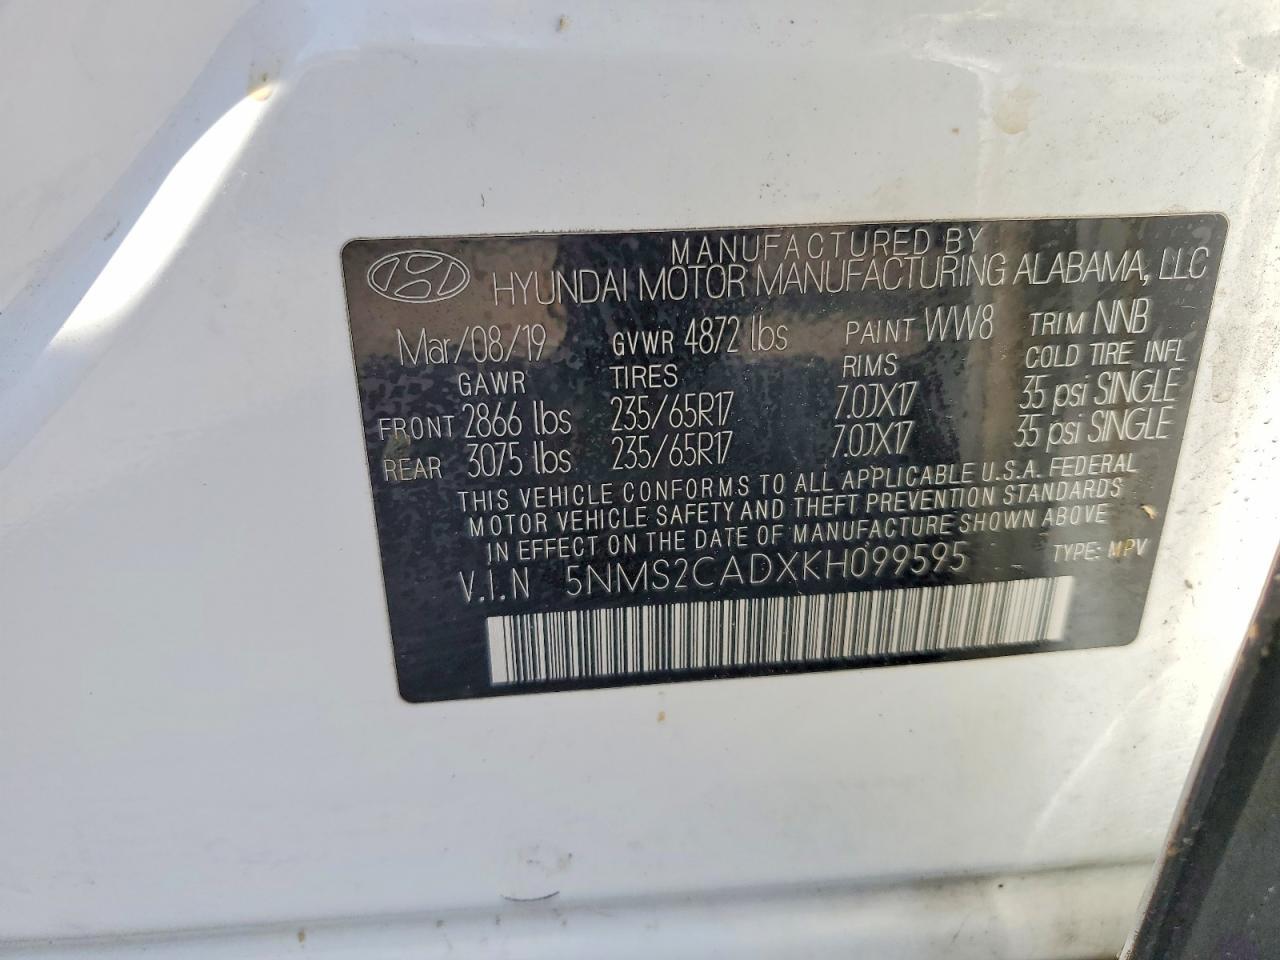 MANUFACTURED BY
HYUNDAI MOTOR MANUFACTURING ALABAMA, LLC
Mar/08/19 GVWR 4872 lbs PAINT WW8 TRIM NNB
GAWR TIRES RIMS COLD TIRE INFL
FRONT 2866 lbs 235/65R17 7.0JX17 35 psi SINGLE
REAR 3075 lbs 235/65R17 7.0JX17 35 psi SINGLE
THIS VEHICLE CONFORMS TO ALL APPLICABLE U.S.A. FEDERAL
MOTOR VEHICLE SAFETY AND THEFT PREVENTION STANDARDS
IN EFFECT ON THE DATE OF MANUFACTURE SHOWN ABOVE
V.I.N 5NMS2CADXKH099595 TYPE: MPV